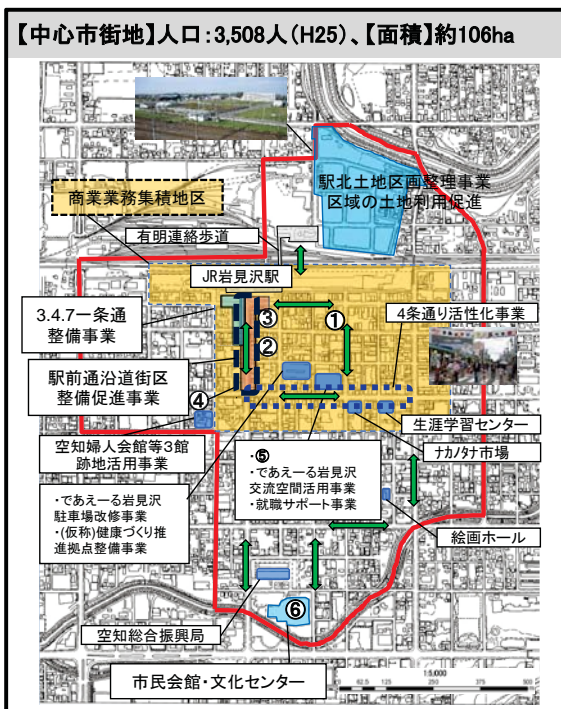 【中心市街地】人口:3,508人(H25)、【面積】約106ha
駅北土地区画整理事業
区域の土地利用促進
商業業務集積地区
有明連絡歩道
JR岩見沢駅
3.4.7一条通
整備事業
③
①
4条通り活性化事業
②
駅前通沿道街区
整備促進事業
④
生涯学習センター
空知婦人会館等3館
跡地活用事業
・⑤
・であえーる岩見沢
交流空間活用事業
・就職サポート事業
ナカノタナ市場
・であえーる岩見沢
駐車場改修事業
・(仮称)健康づくり推
進拠点整備事業
絵画ホール
空知総合振興局
⑥
市民会館・文化センター
1:5,000
0 62.5 125 250 375 500